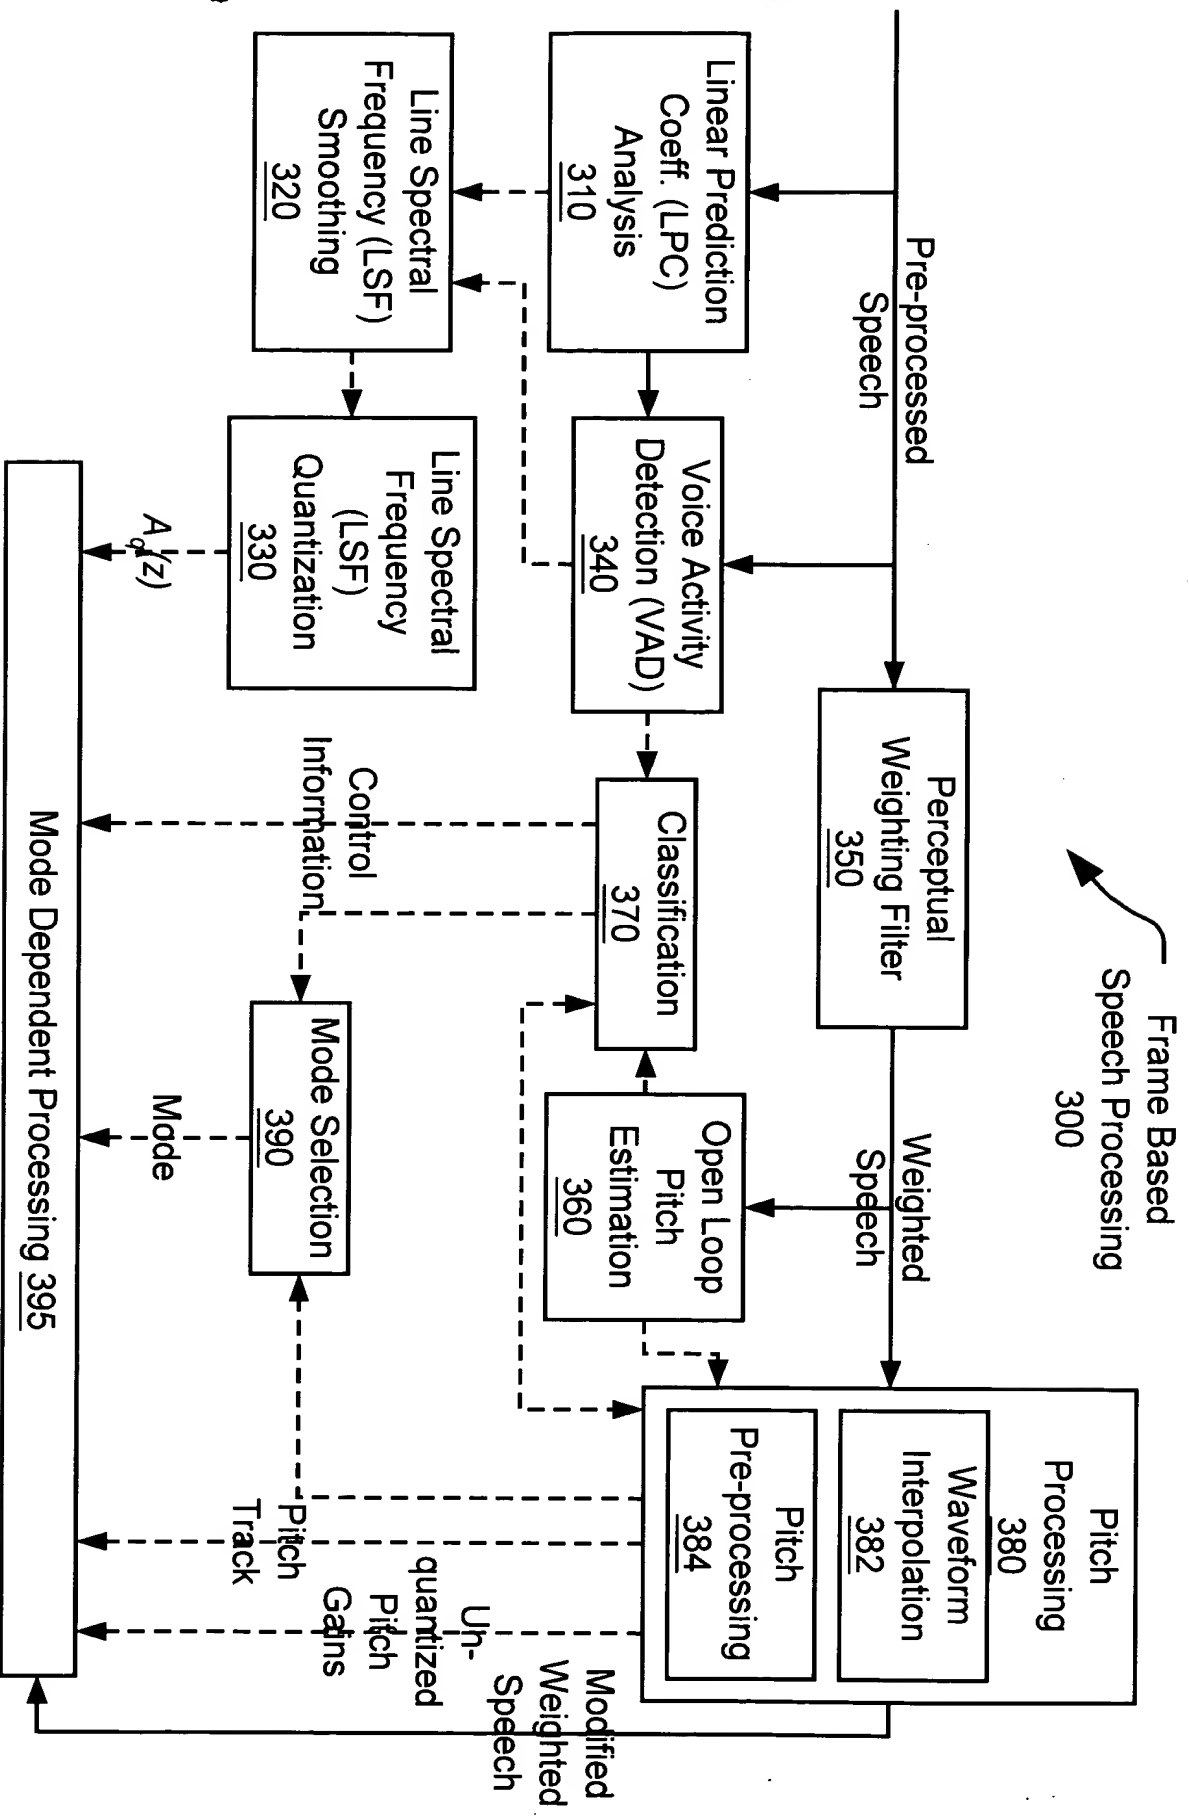 Frame Based
Speech Processing
300
Pre-processed
Speech
Perceptual
Weighting Filter
350
Weighted
Speech
Pitch
Processing
380
Waveform
Interpolation
382
Pitch
Pre-processing
384
Linear Prediction
Coeff. (LPC)
Analysis
310
Voice Activity
Detection (VAD)
340
Classification
370
Open Loop
Pitch
Estimation
360
Line Spectral
Frequency (LSF)
Smoothing
320
Line Spectral
Frequency
(LSF)
Quantization
330
Control
Information
Mode Selection
390
Modified
Weighted
Speech
Un-
quantized
Pitch
Gains
Pitch
Track
A_q(z)
Mode
Mode Dependent Processing 395